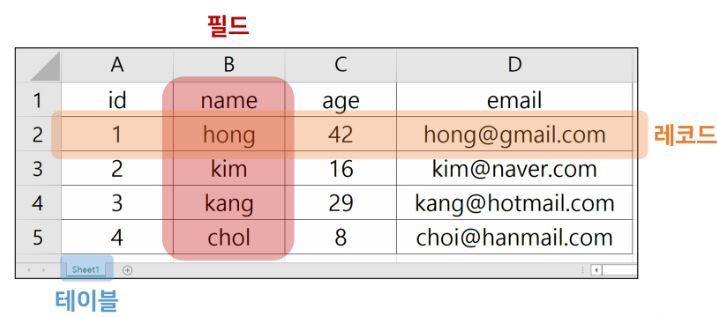 필드
A B C D
1 id name age email
2 1 hong 42 hong@gmail.com 레코드
3 2 kim 16 kim@naver.com
4 3 kang 29 kang@hotmail.com
5 4 chol 8 choi@hanmail.com
Sheet1
테이블